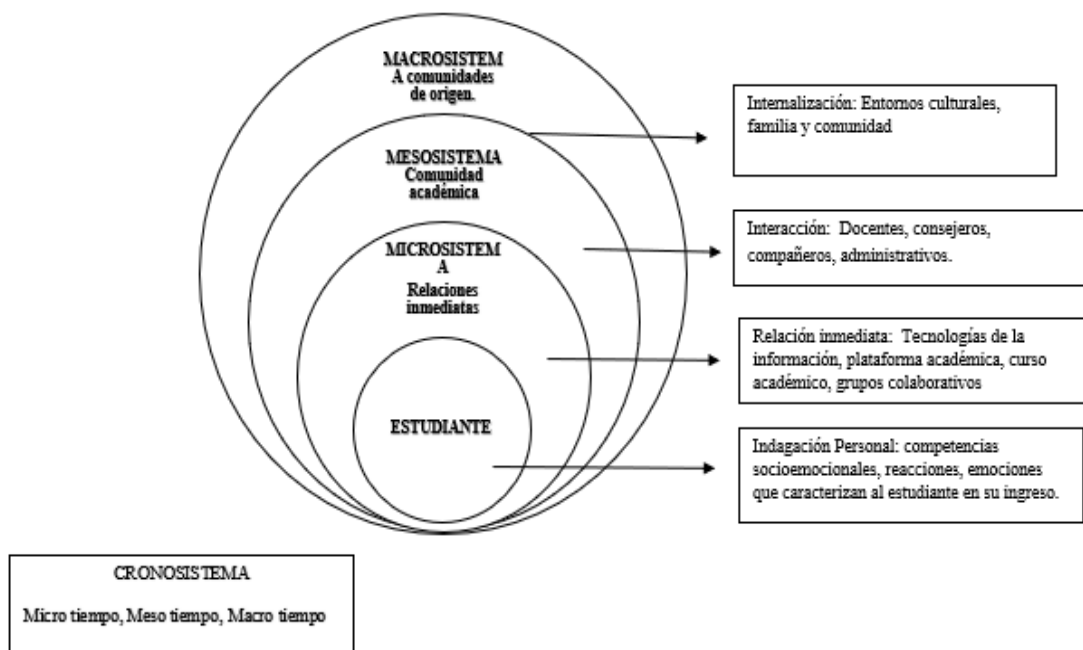 MACROSISTEM
A comunidades
de origen.
MESOSISTEMA
Comunidad
académica
MICROSISTEM
A
Relaciones
inmediatas
ESTUDIANTE
Internalización: Entornos culturales,
familia y comunidad
Interacción: Docentes, consejeros,
compañeros, administrativos.
Relación inmediata: Tecnologías de la
información, plataforma académica, curso
académico, grupos colaborativos
Indagación Personal: competencias
socioemocionales, reacciones, emociones
que caracterizan al estudiante en su ingreso.
CRONOSISTEMA
Micro tiempo, Meso tiempo, Macro tiempo